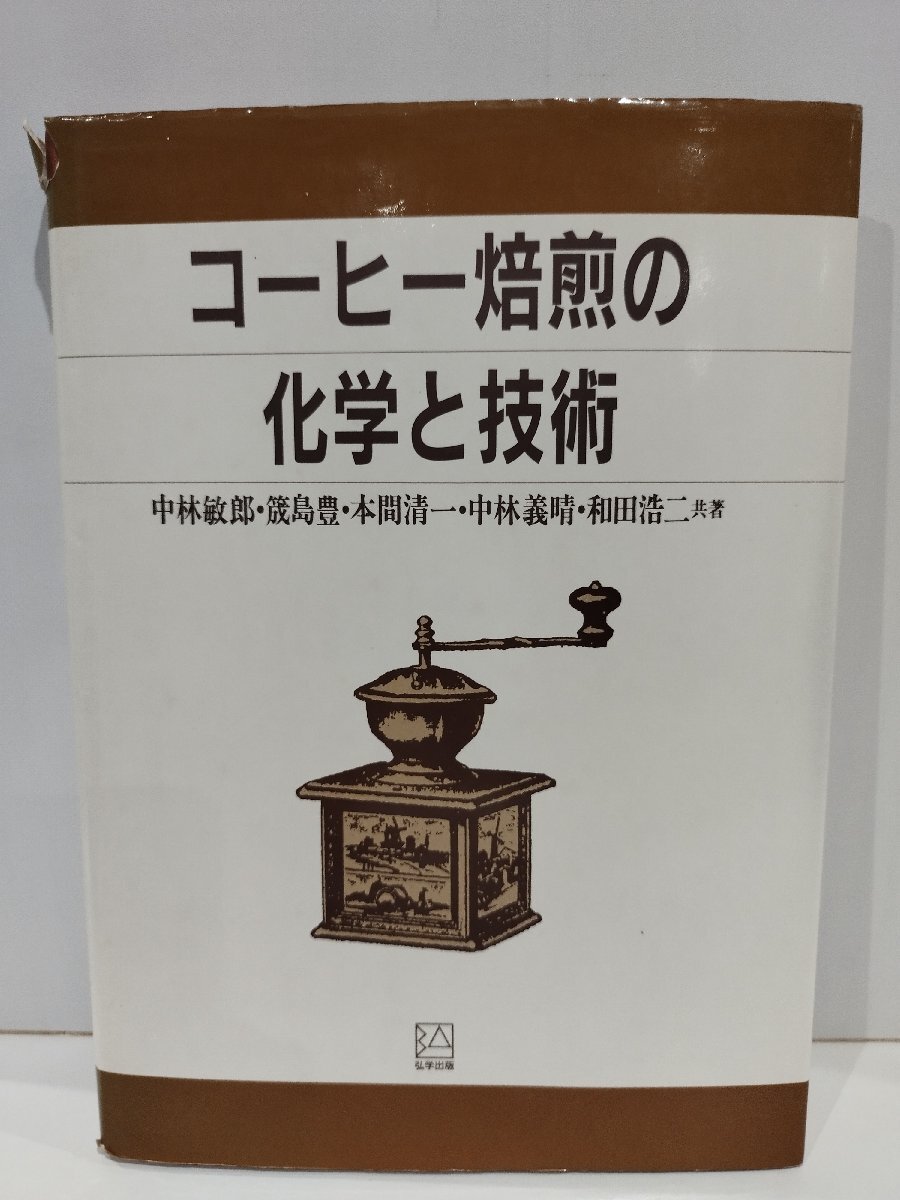 コーヒー焙煎の
化学と技術
中林敏郎・筬島豊・本間清一・中林義晴・和田浩二 共著
弘学出版